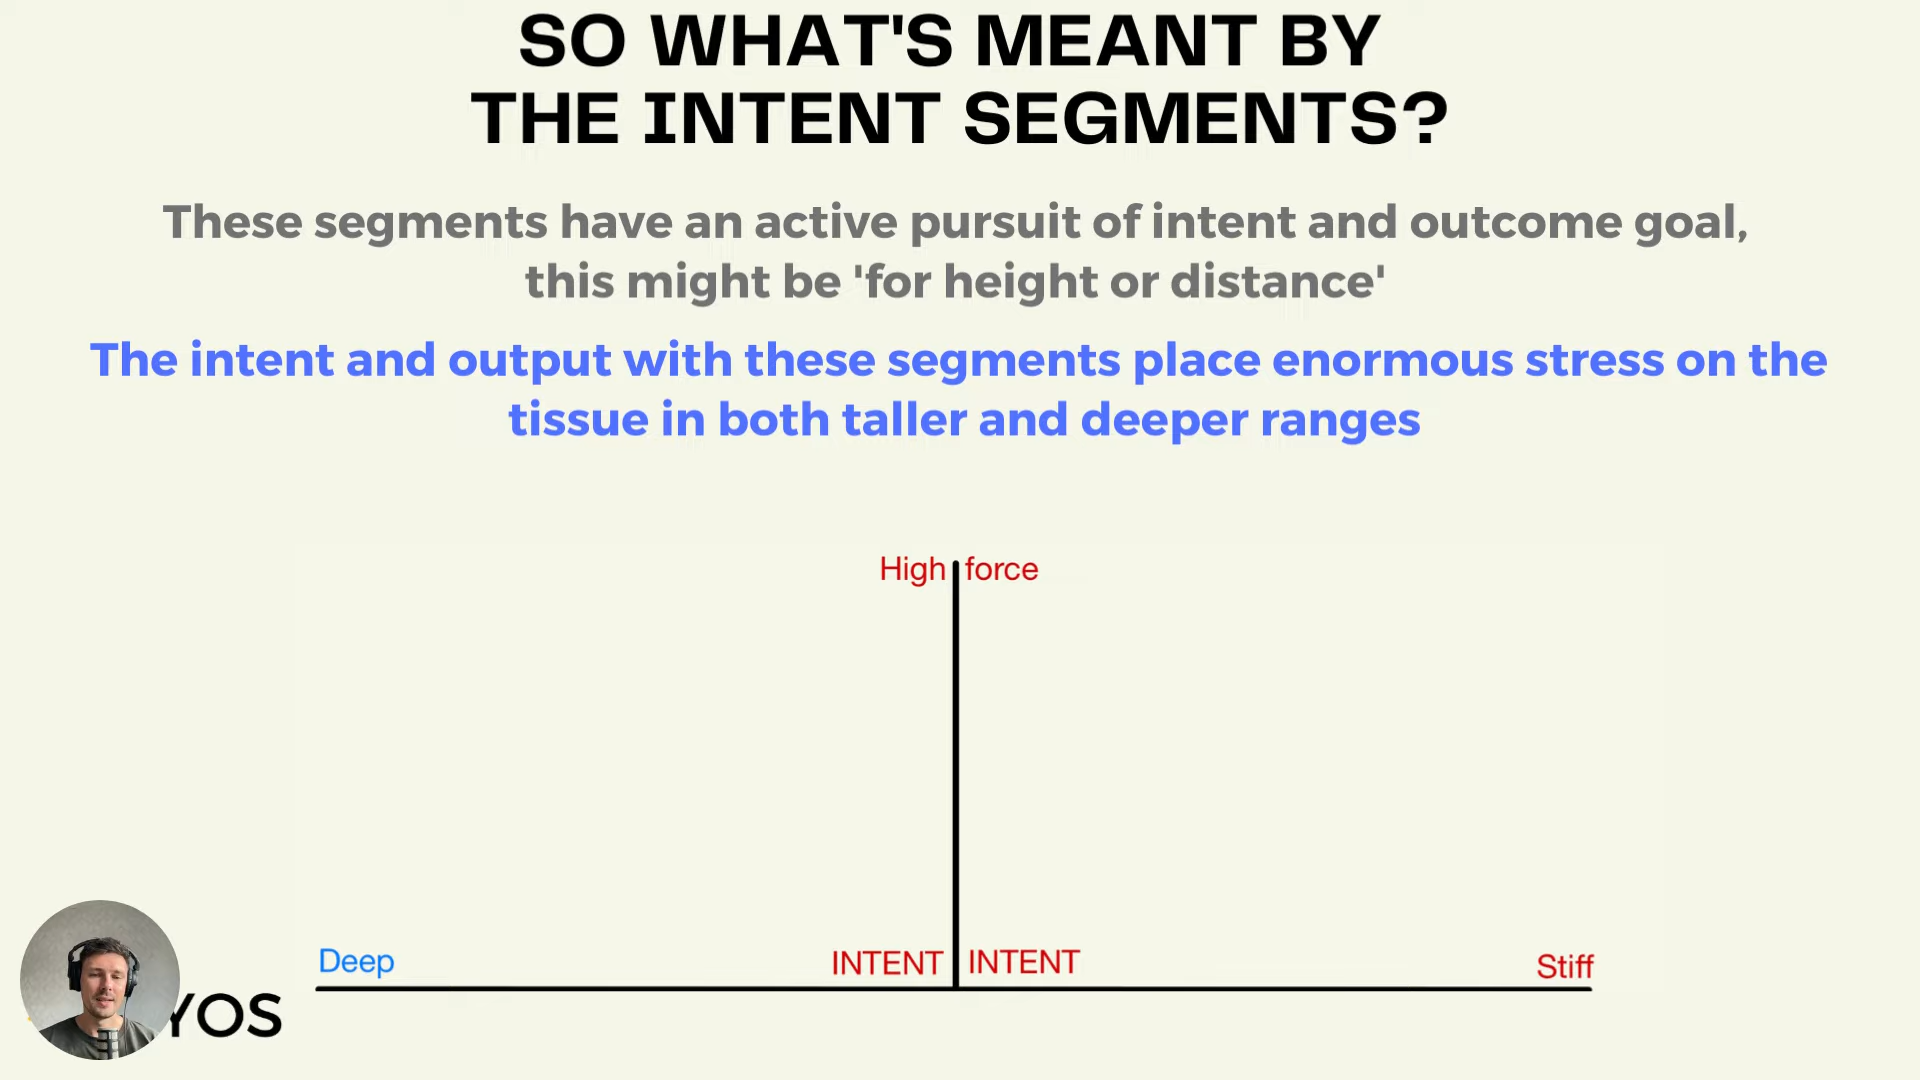 SO WHAT'S MEANT BY
THE INTENT SEGMENTS?
These segments have an active pursuit of intent and outcome goal,
this might be 'for height or distance'
The intent and output with these segments place enormous stress on the
tissue in both taller and deeper ranges
High force
Deep INTENT INTENT Stiff
YOS